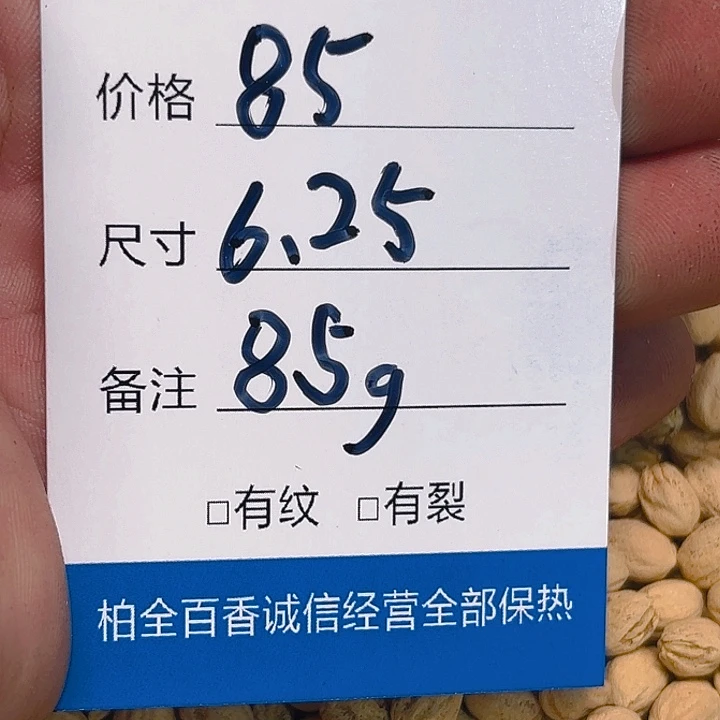 价格 85
尺寸 6.25
备注 85g
□有纹 □有裂
柏全百香诚信经营全部保热